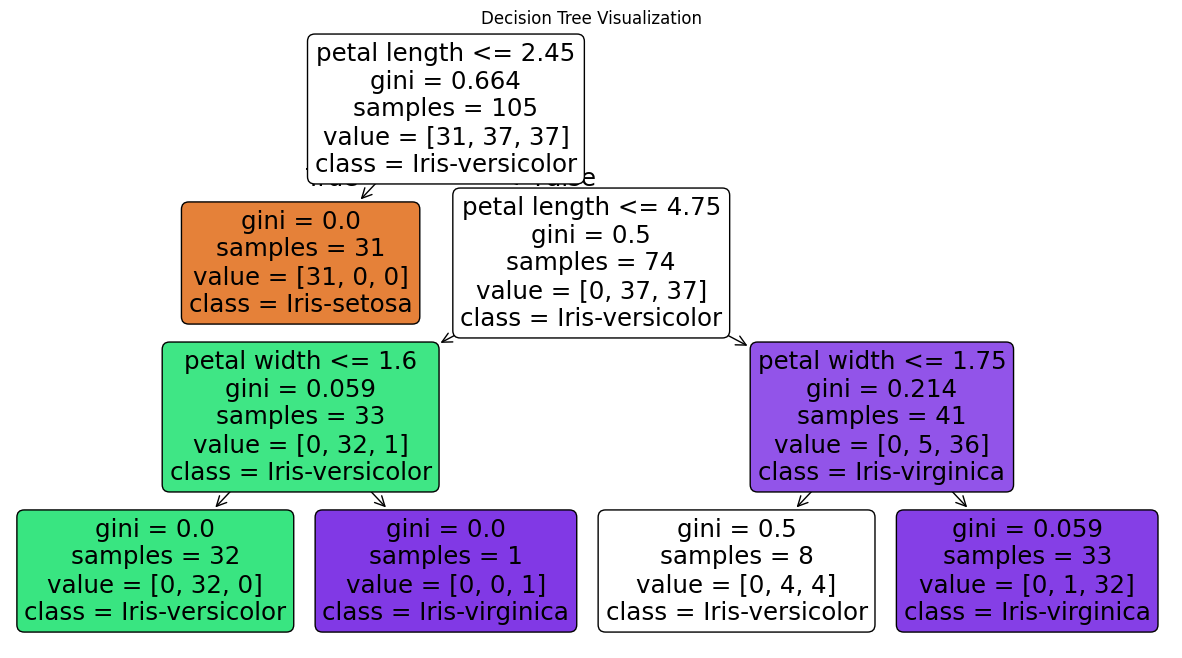 Decision Tree Visualization
petal length <= 2.45
gini = 0.664
samples = 105
value = [31, 37, 37]
class = Iris-versicolor
gini = 0.0
samples = 31
value = [31, 0, 0]
class = Iris-setosa
petal length <= 4.75
gini = 0.5
samples = 74
value = [0, 37, 37]
class = Iris-versicolor
petal width <= 1.6
gini = 0.059
samples = 33
value = [0, 32, 1]
class = Iris-versicolor
petal width <= 1.75
gini = 0.214
samples = 41
value = [0, 5, 36]
class = Iris-virginica
gini = 0.0
samples = 32
value = [0, 32, 0]
class = Iris-versicolor
gini = 0.0
samples = 1
value = [0, 0, 1]
class = Iris-virginica
gini = 0.5
samples = 8
value = [0, 4, 4]
class = Iris-versicolor
gini = 0.059
samples = 33
value = [0, 1, 32]
class = Iris-virginica